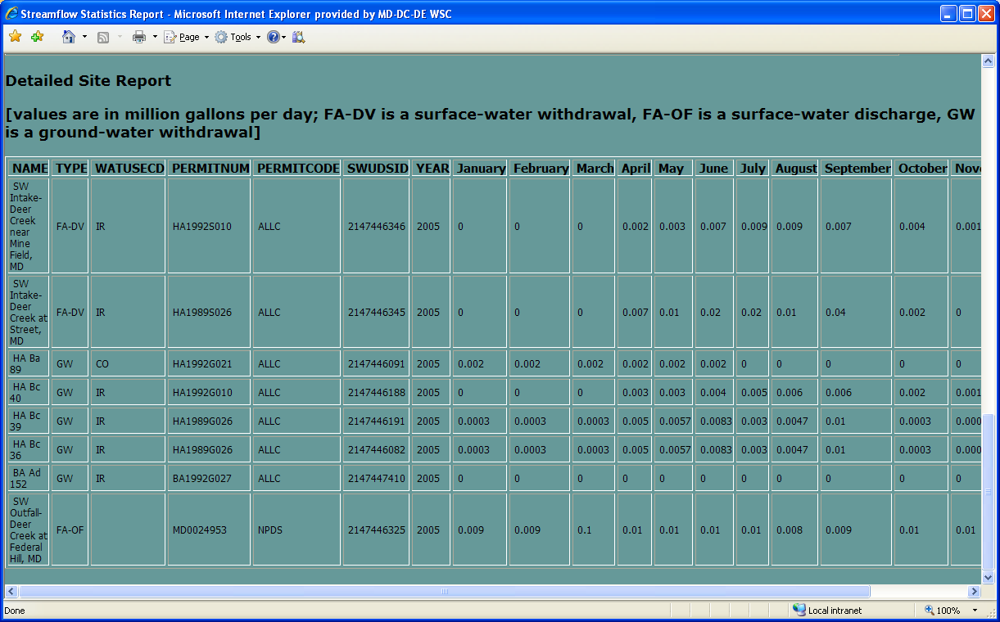 Streamflow Statistics Report - Microsoft Internet Explorer provided by MD-DC-DE WSC
Page Tools
Detailed Site Report
[values are in million gallons per day; FA-DV is a surface-water withdrawal, FA-OF is a surface-water discharge, GW
is a ground-water withdrawal]
NAME TYPE WATUSECD PERMITNUM PERMITCODE SWUDSID YEAR January February March April May June July August September October Nov
SW
Intake-
Deer
Creek
near
Mine
Field,
MD
FA-DV IR HA1992S010 ALLC 2147446346 2005 0 0 0 0.002 0.003 0.007 0.009 0.009 0.007 0.004 0.001
SW
Intake-
Deer
Creek at
Street,
MD
FA-DV IR HA1989S026 ALLC 2147446345 2005 0 0 0 0.007 0.01 0.02 0.02 0.01 0.04 0.002 0
HA Ba
89
GW CO HA1992G021 ALLC 2147446091 2005 0.002 0.002 0.002 0.002 0.002 0.002 0 0 0 0 0
HA Bc
40
GW IR HA1992G010 ALLC 2147446188 2005 0 0 0 0.003 0.003 0.004 0.005 0.006 0.006 0.002 0.001
HA Bc
39
GW IR HA1989G026 ALLC 2147446191 2005 0.0003 0.0003 0.0003 0.005 0.0057 0.0083 0.003 0.0047 0.01 0.0003 0.000
HA Bc
36
GW IR HA1989G026 ALLC 2147446082 2005 0.0003 0.0003 0.0003 0.005 0.0057 0.0083 0.003 0.0047 0.01 0.0003 0.000
BA Ad
152
GW IR BA1992G027 ALLC 2147447410 2005 0 0 0 0 0 0 0 0 0 0 0
SW
Outfall-
Deer
Creek at
Federal
Hill, MD
FA-OF MD0024953 NPDS 2147446325 2005 0.009 0.009 0.1 0.01 0.01 0.01 0.01 0.008 0.009 0.01 0.01
Done Local intranet 100%